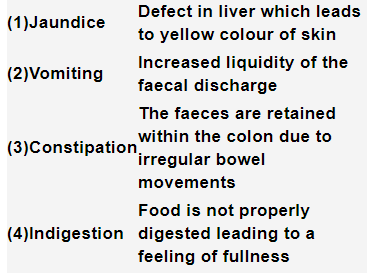 (1)Jaundice Defect in liver which leads
to yellow colour of skin
(2)Vomiting Increased liquidity of the
faecal discharge
(3)Constipation The faeces are retained
within the colon due to
irregular bowel
movements
(4)Indigestion Food is not properly
digested leading to a
feeling of fullness